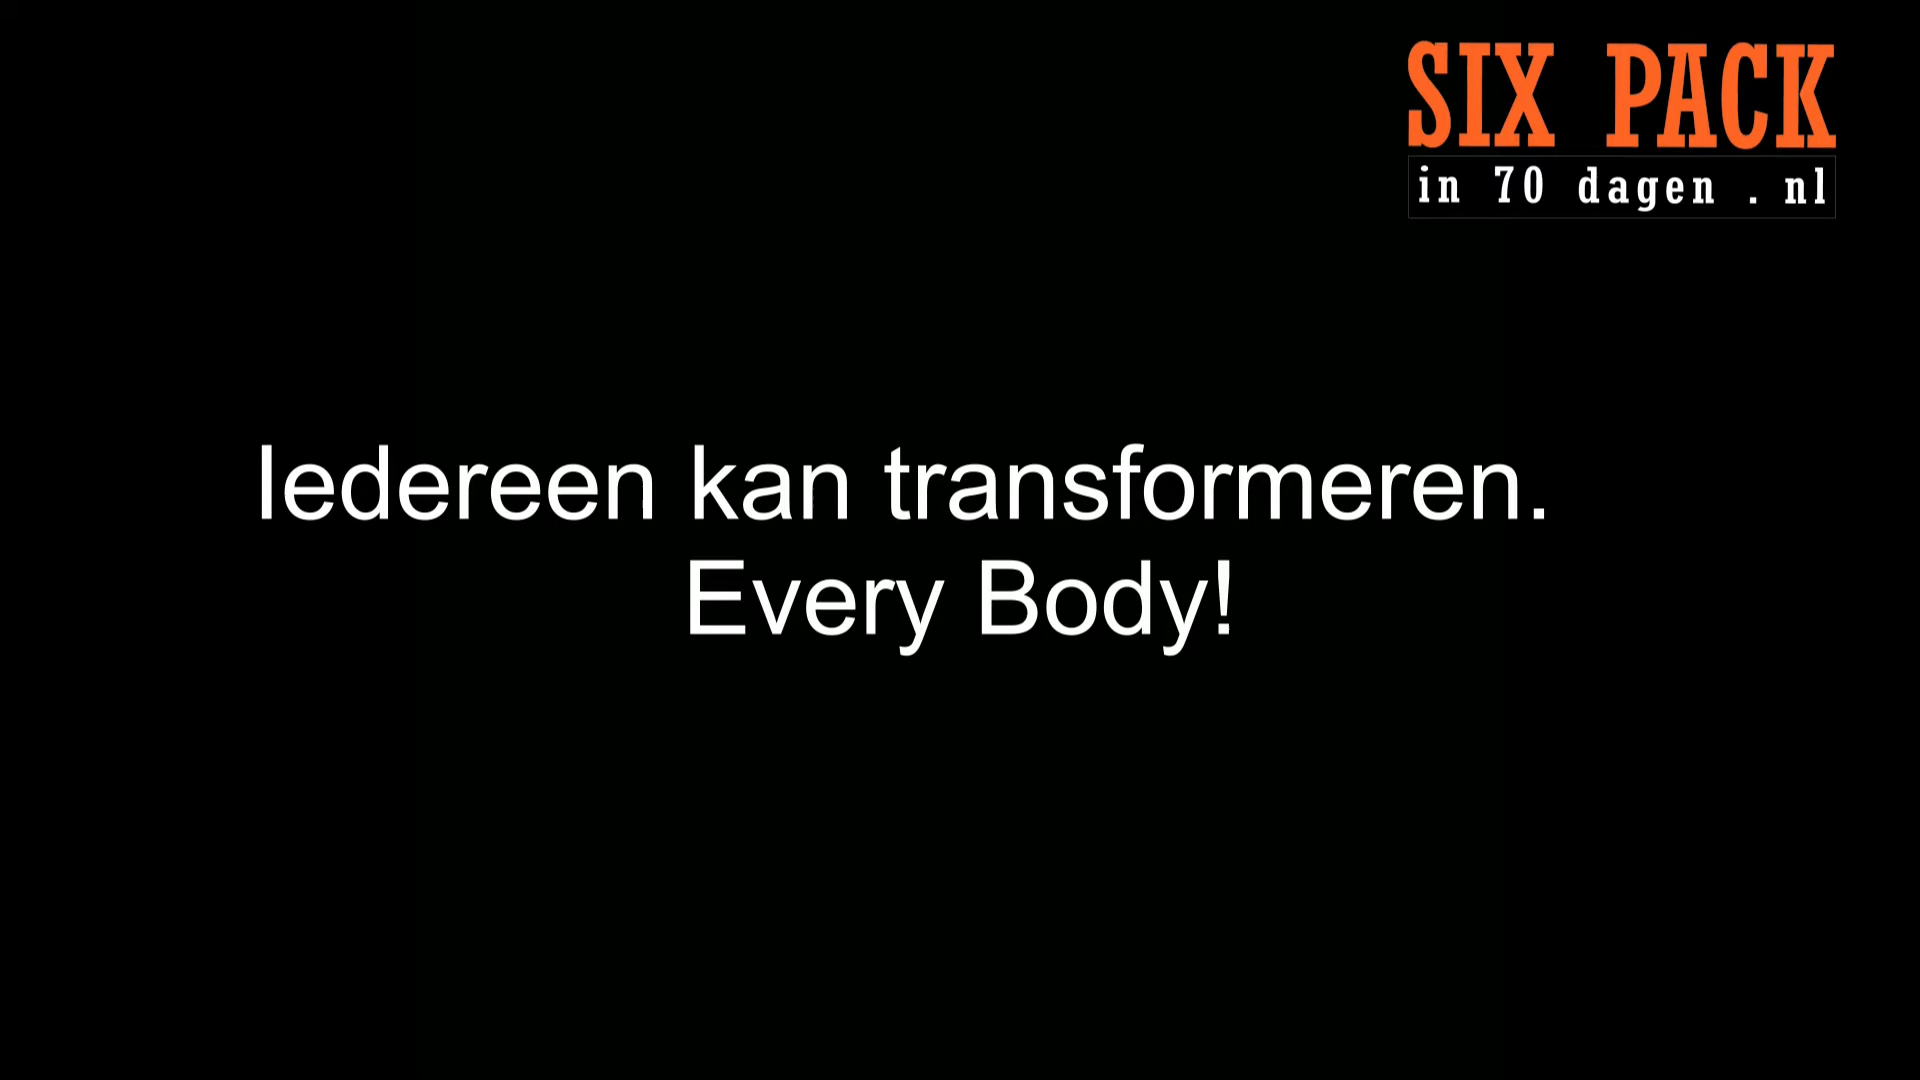 SIX PACK
in 70 dagen . nl
Iedereen kan transformeren.
Every Body!